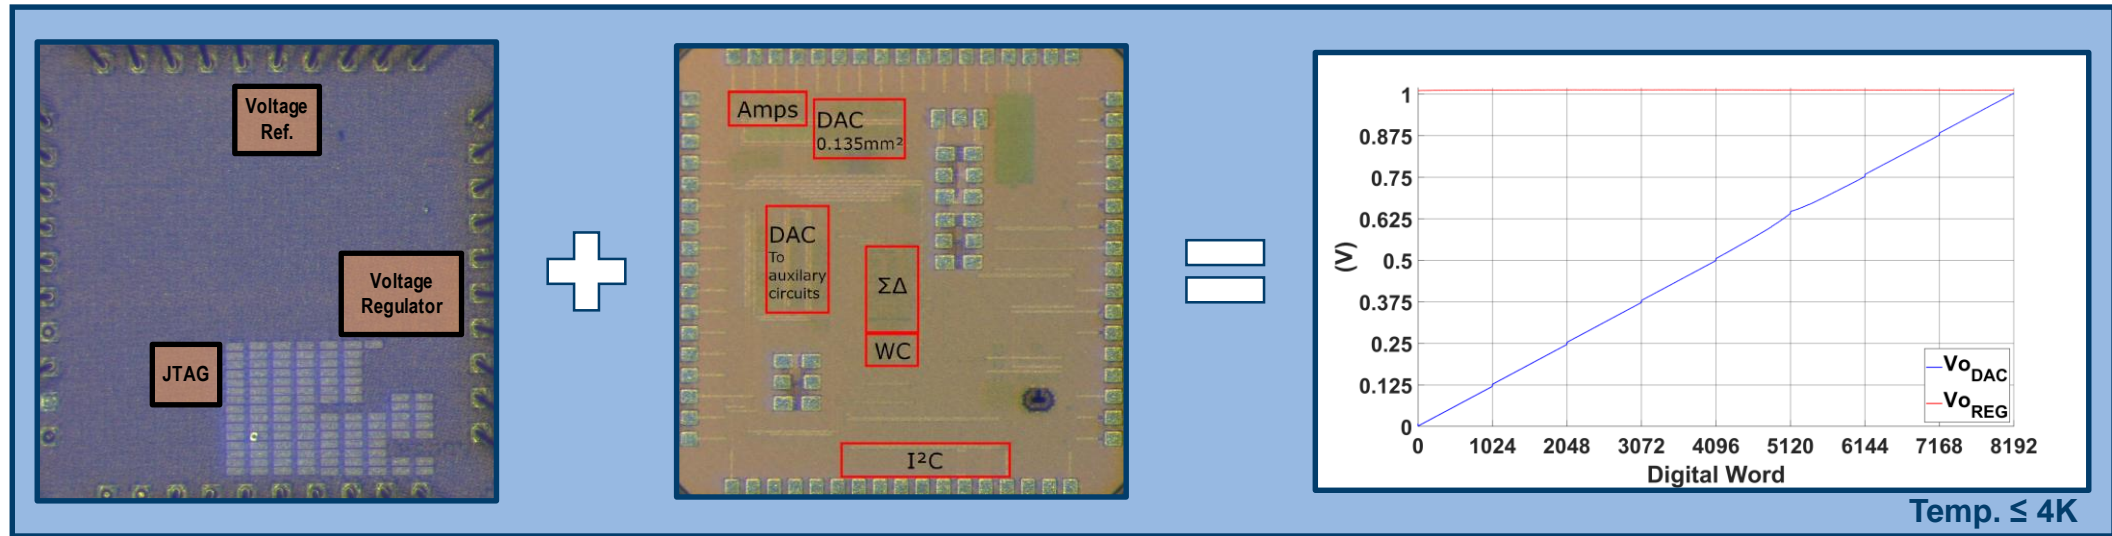 Voltage
Ref.
Voltage
Regulator
JTAG
Amps
DAC
0.135mm²
DAC
To
auxilary
circuits
ΣΔ
WC
I²C
1
0.875
0.75
0.625
0.5
0.375
0.25
0.125
0
(V)
0 1024 2048 3072 4096 5120 6144 7168 8192
Digital Word
Vo_DAC
Vo_REG
Temp. ≤ 4K